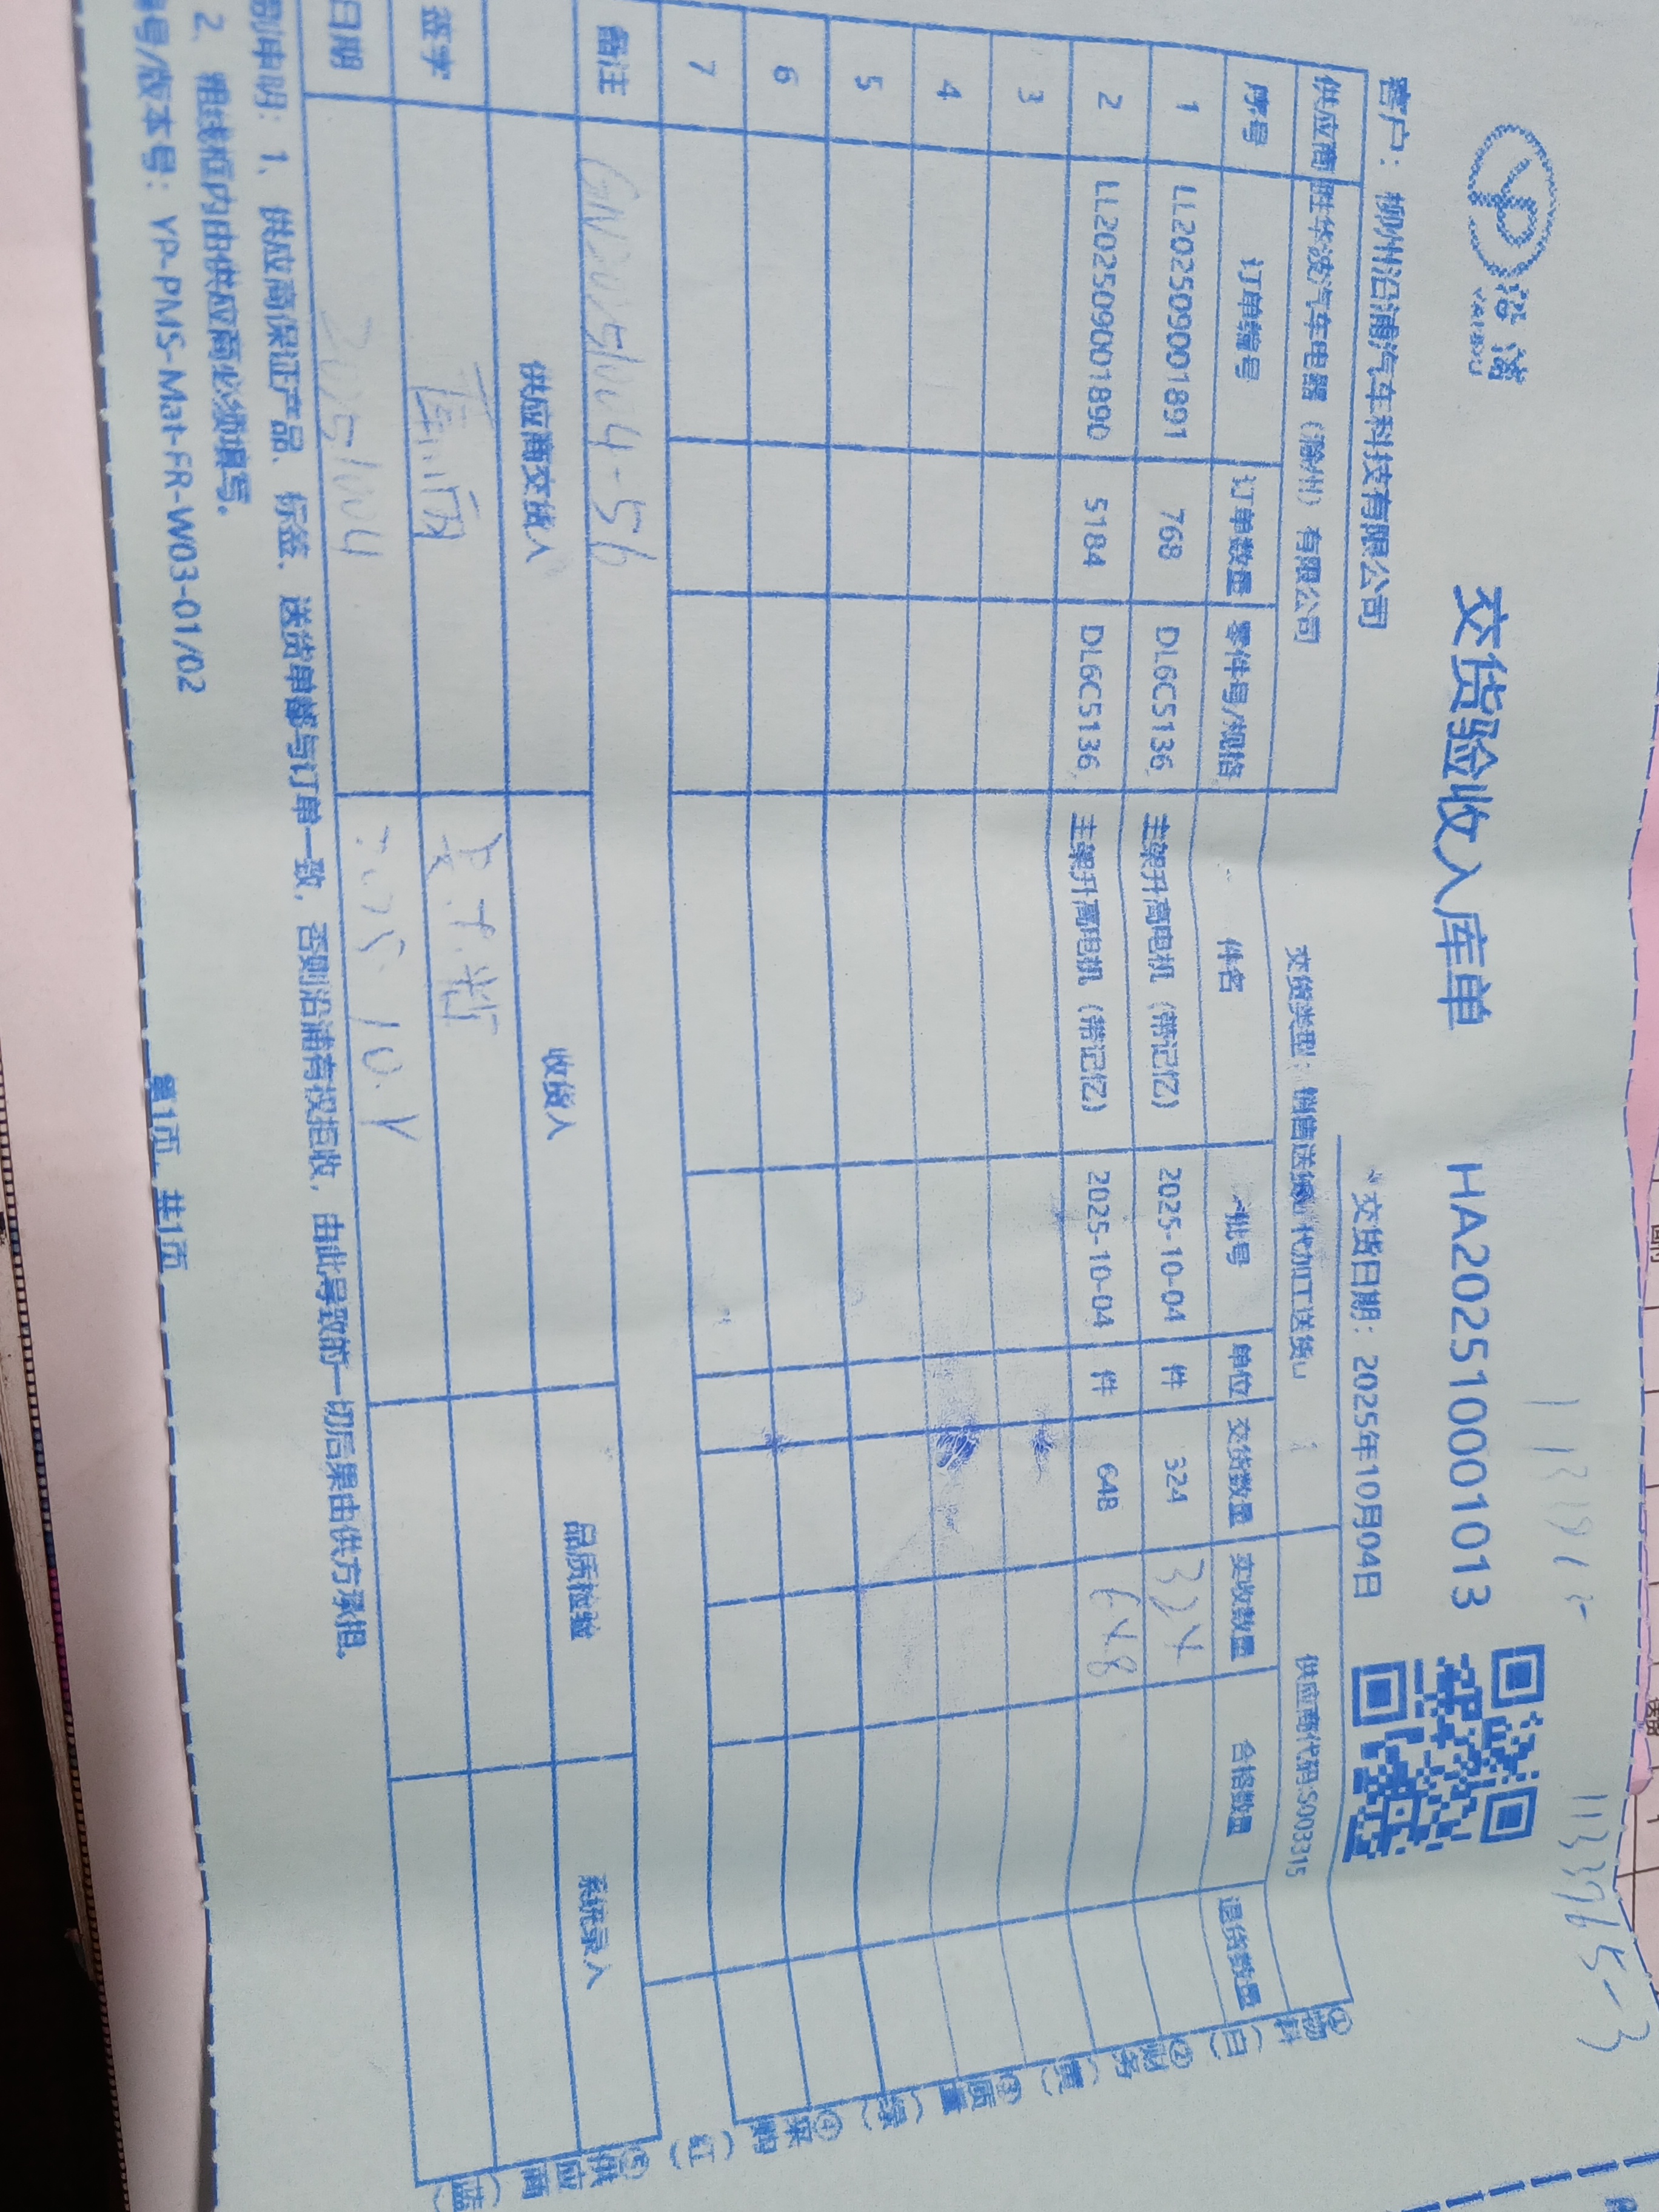 沿浦
YANPU
交货验收入库单 HA202510001013
客户：柳州沿浦汽车科技有限公司 交货日期：2025年10月04日
供应商 胜华波汽车电器（滁州）有限公司 交货类型：销售送货 代加工送货 供应商代码:S003315
序号 订单编号 订单数量 零件号/规格 件名 批号 单位 交货数量 实收数量 合格数量 退货数量
1 LL202509001891 768 DL6C5136, 主架升高电机（带记忆） 2025-10-04 件 324 324
2 LL202509001890 5184 DL6C5136, 主架升高电机（带记忆） 2025-10-04 件 648 648
3
4
5
6
7
备注 GN20251004-56
供应商交货人 收货人 品质检验 系统录入
签字
日期 20251004 2025.10.
申明：1、供应商保证产品、标签、送货单都与订单一致，否则沿浦有权拒收，由此导致的一切后果由供方承担。
2、粗线框内由供应商必须填写。
号/版本号：YP-PMS-Mat-FR-W03-01/02 第1页，共1页
①物料（白）②财务（黄）③质量（绿）④采购（红）⑤供应商（蓝）